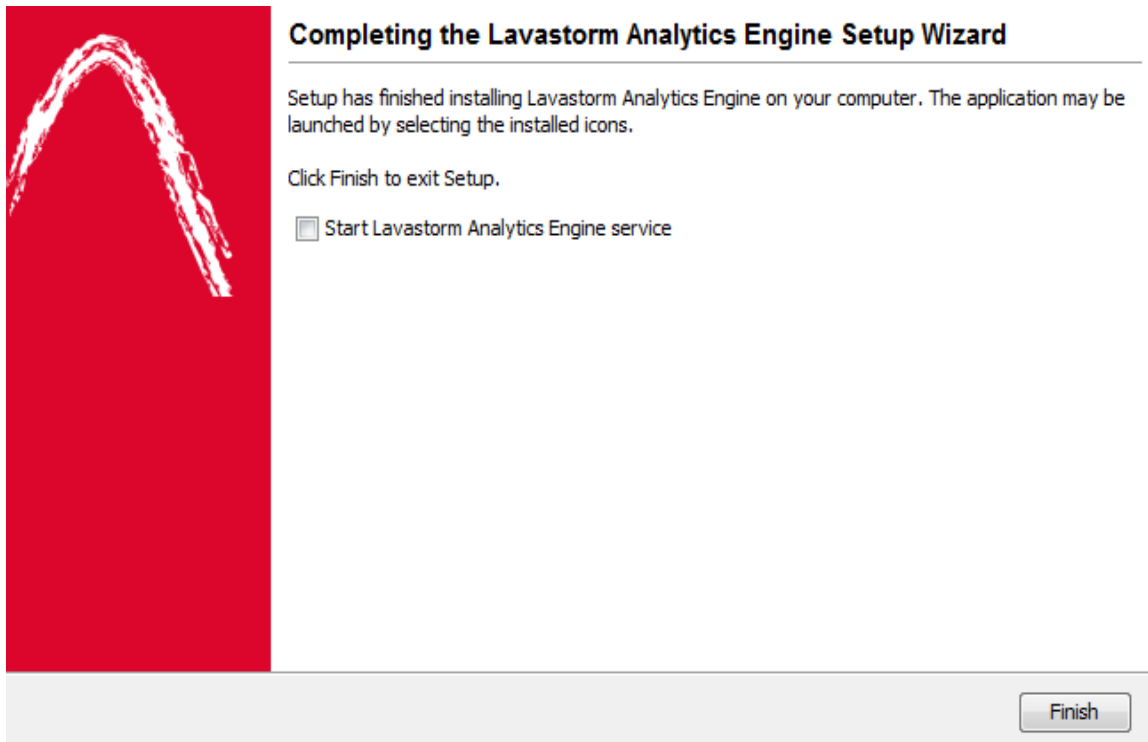 Completing the Lavastorm Analytics Engine Setup Wizard
Setup has finished installing Lavastorm Analytics Engine on your computer. The application may be
launched by selecting the installed icons.
Click Finish to exit Setup.
Start Lavastorm Analytics Engine service
Finish